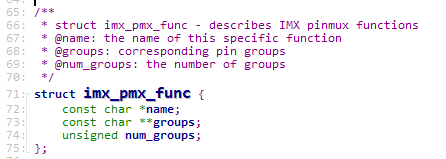 65: /**
66:  * struct imx_pmx_func - describes IMX pinmux functions
67:  * @name: the name of this specific function
68:  * @groups: corresponding pin groups
69:  * @num_groups: the number of groups
70:  */
71: struct imx_pmx_func {
72:     const char *name;
73:     const char **groups;
74:     unsigned num_groups;
75: };